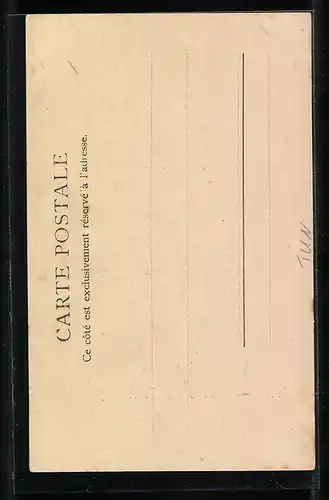 CARTE POSTALE
Ce côté est exclusivement réservé à l'adresse.